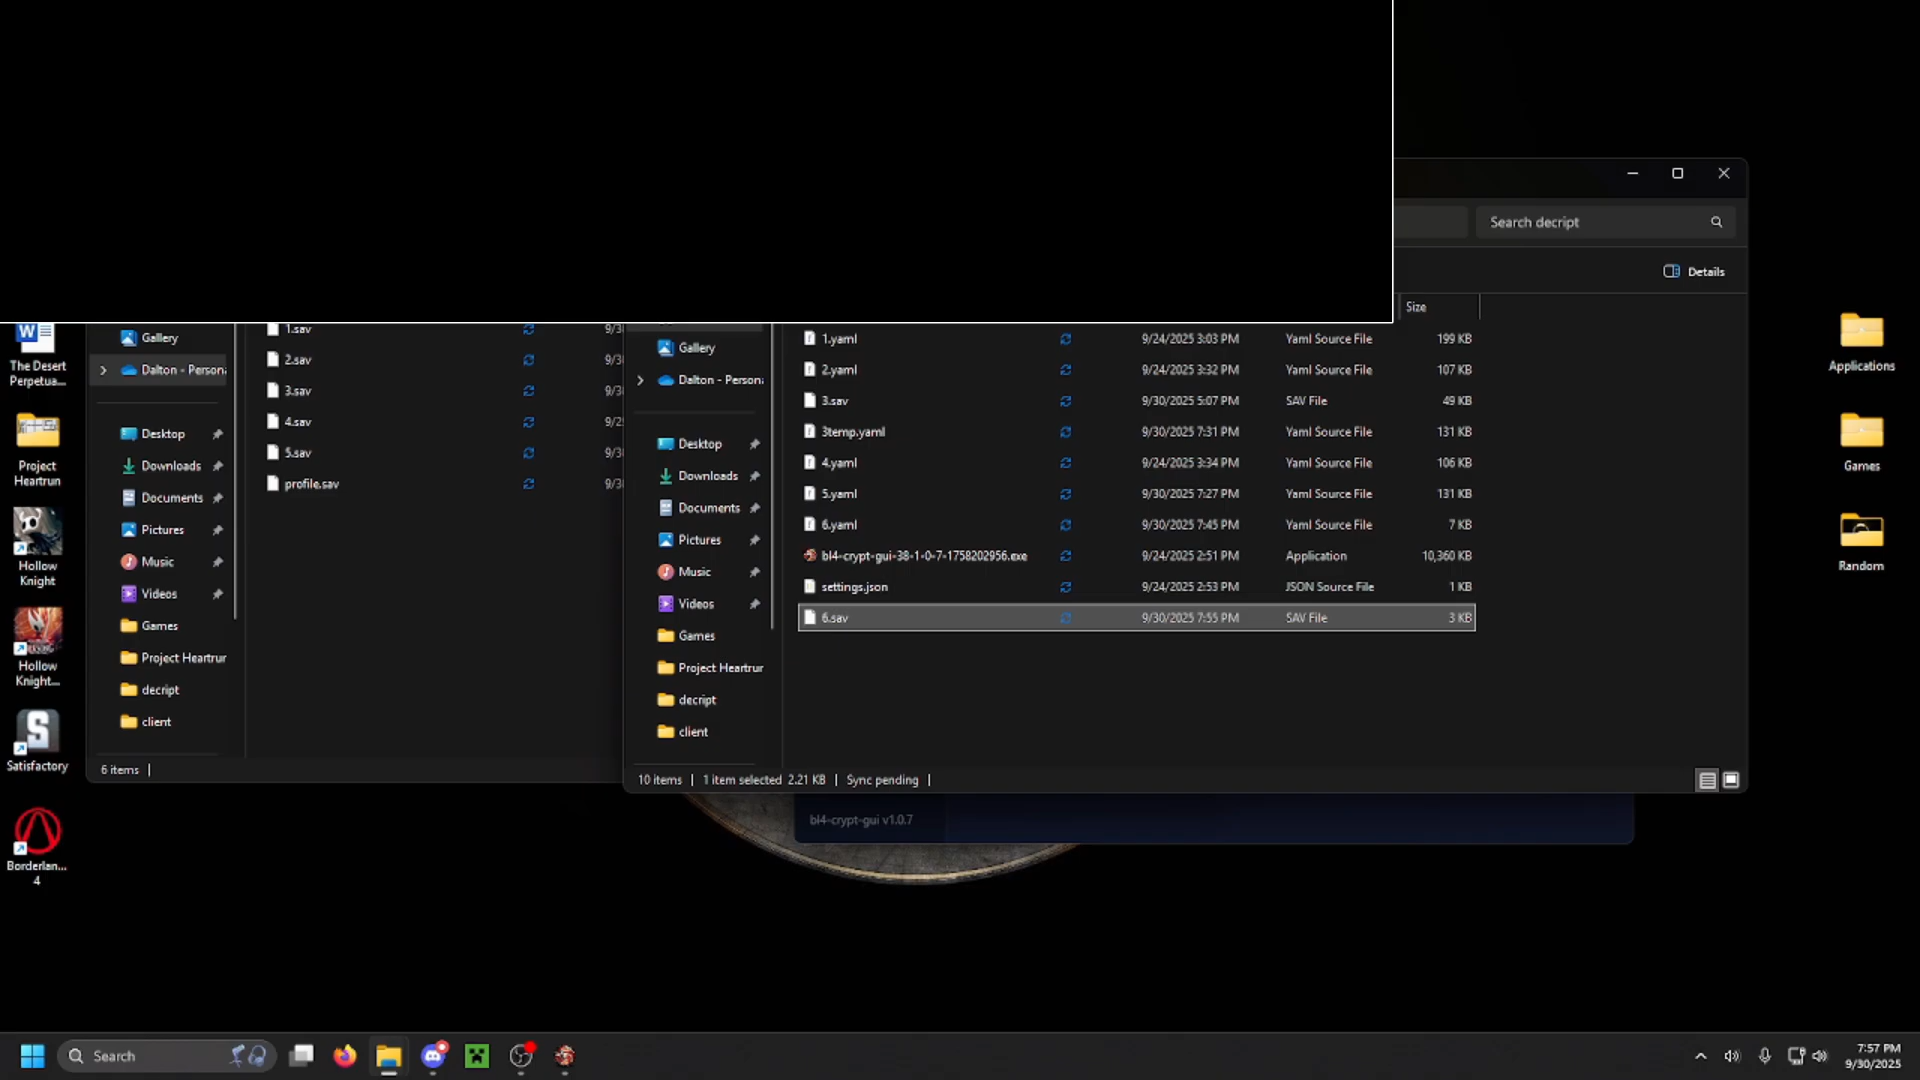 Search decript
Details
Size
The Desert
Perpetua...
Project
Heartrun
Hollow
Knight
Hollow
Knight...
Satisfactory
Borderlan...
4
Gallery
Dalton - Person
Desktop
Downloads
Documents
Pictures
Music
Videos
Games
Project Heartrur
decript
client
1.sav
2.sav
3.sav
4.sav
5.sav
profile.sav
9/3
9/3
9/3
9/2
9/3
9/3
6 items
Gallery
Dalton - Person
Desktop
Downloads
Documents
Pictures
Music
Videos
Games
Project Heartrur
decript
client
1.yaml 9/24/2025 3:03 PM Yaml Source File 199 KB
2.yaml 9/24/2025 3:32 PM Yaml Source File 107 KB
3.sav 9/30/2025 5:07 PM SAV File 49 KB
3temp.yaml 9/30/2025 7:31 PM Yaml Source File 131 KB
4.yaml 9/24/2025 3:34 PM Yaml Source File 106 KB
5.yaml 9/30/2025 7:27 PM Yaml Source File 131 KB
6.yaml 9/30/2025 7:45 PM Yaml Source File 7 KB
bl4-crypt-gui-38-1-0-7-1758202956.exe 9/24/2025 2:51 PM Application 10,360 KB
settings.json 9/24/2025 2:53 PM JSON Source File 1 KB
6.sav 9/30/2025 7:55 PM SAV File 3 KB
10 items 1 item selected 2.21 KB Sync pending
bl4-crypt-gui v1.0.7
Applications
Games
Random
Search
7:57 PM
9/30/2025